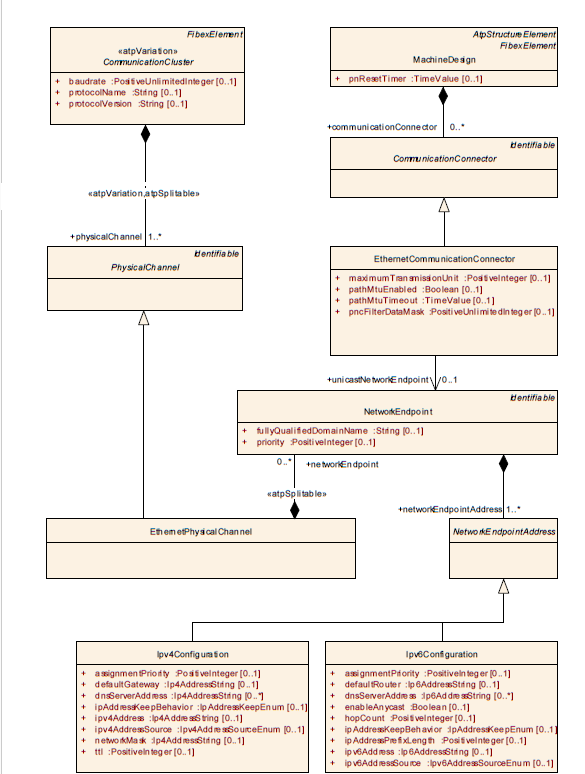 FibexElement
«atpVariation»
CommunicationCluster
+ baudrate :PositiveUnlimitedInteger [0..1]
+ protocolName :String [0..1]
+ protocolVersion :String [0..1]
AtpStructureElement
FibexElement
MachineDesign
+ pnResetTimer :TimeValue [0..1]
+communicationConnector 0..*
Identifiable
CommunicationConnector
«atpVariation,atpSplitable»
+physicalChannel 1..*
Identifiable
PhysicalChannel
EthernetCommunicationConnector
+ maximumTransmissionUnit :PositiveInteger [0..1]
+ pathMtuEnabled :Boolean [0..1]
+ pathMtuTimeout :TimeValue [0..1]
+ pncFilterDataMask :PositiveUnlimitedInteger [0..1]
+unicastNetworkEndpoint 0..1
Identifiable
NetworkEndpoint
+ fullyQualifiedDomainName :String [0..1]
+ priority :PositiveInteger [0..1]
0..* +networkEndpoint
«atpSplitable»
+networkEndpointAddress 1..*
EthernetPhysicalChannel
NetworkEndpointAddress
Ipv4Configuration
+ assignmentPriority :PositiveInteger [0..1]
+ defaultGateway :Ip4AddressString [0..1]
+ dnsServerAddress :Ip4AddressString [0..*]
+ ipAddressKeepBehavior :IpAddressKeepEnum [0..1]
+ ipv4Address :Ip4AddressString [0..1]
+ ipv4AddressSource :Ipv4AddressSourceEnum [0..1]
+ networkMask :Ip4AddressString [0..1]
+ ttl :PositiveInteger [0..1]
Ipv6Configuration
+ assignmentPriority :PositiveInteger [0..1]
+ defaultRouter :Ip6AddressString [0..1]
+ dnsServerAddress :Ip6AddressString [0..*]
+ enableAnycast :Boolean [0..1]
+ hopCount :PositiveInteger [0..1]
+ ipAddressKeepBehavior :IpAddressKeepEnum [0..1]
+ ipAddressPrefixLength :PositiveInteger [0..1]
+ ipv6Address :Ip6AddressString [0..1]
+ ipv6AddressSource :Ipv6AddressSourceEnum [0..1]